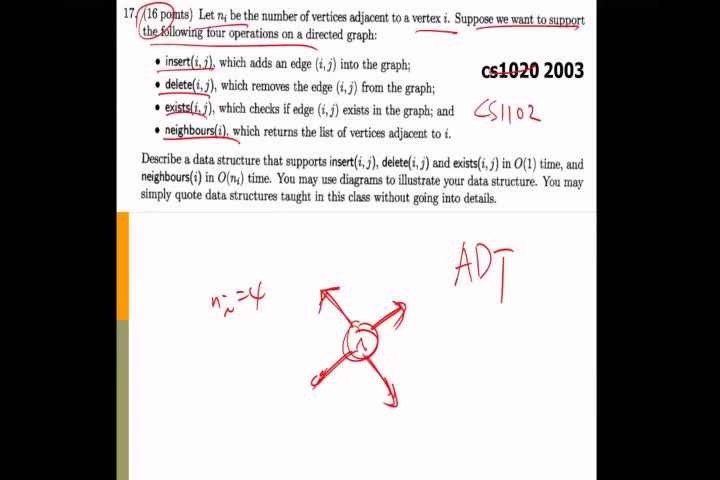 17. (16 points) Let nᵢ be the number of vertices adjacent to a vertex i. Suppose we want to support
the following four operations on a directed graph:
• insert(i, j), which adds an edge (i, j) into the graph;
• delete(i, j), which removes the edge (i, j) from the graph;
• exists(i, j), which checks if edge (i, j) exists in the graph; and
• neighbours(i), which returns the list of vertices adjacent to i.
cs1020 2003
CS1102
Describe a data structure that supports insert(i, j), delete(i, j) and exists(i, j) in O(1) time, and
neighbours(i) in O(nᵢ) time. You may use diagrams to illustrate your data structure. You may
simply quote data structures taught in this class without going into details.
ADT
nᵢ=4
i